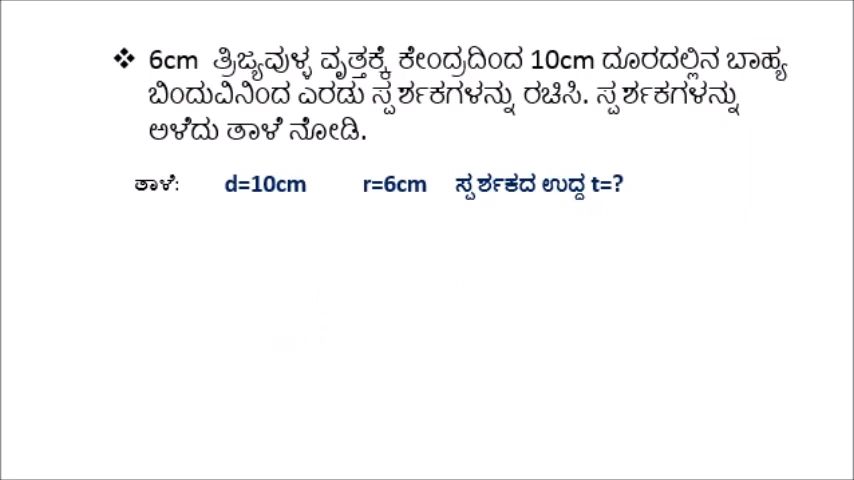 ❖ 6cm ತ್ರಿಜ್ಯವುಳ್ಳ ವೃತ್ತಕ್ಕೆ ಕೇಂದ್ರದಿಂದ 10cm ದೂರದಲ್ಲಿನ ಬಾಹ್ಯ
ಬಿಂದುವಿನಿಂದ ಎರಡು ಸ್ಪರ್ಶಕಗಳನ್ನು ರಚಿಸಿ. ಸ್ಪರ್ಶಕಗಳನ್ನು
ಅಳೆದು ತಾಳೆ ನೋಡಿ.
ತಾಳೆ: d=10cm r=6cm ಸ್ಪರ್ಶಕದ ಉದ್ದ t=?